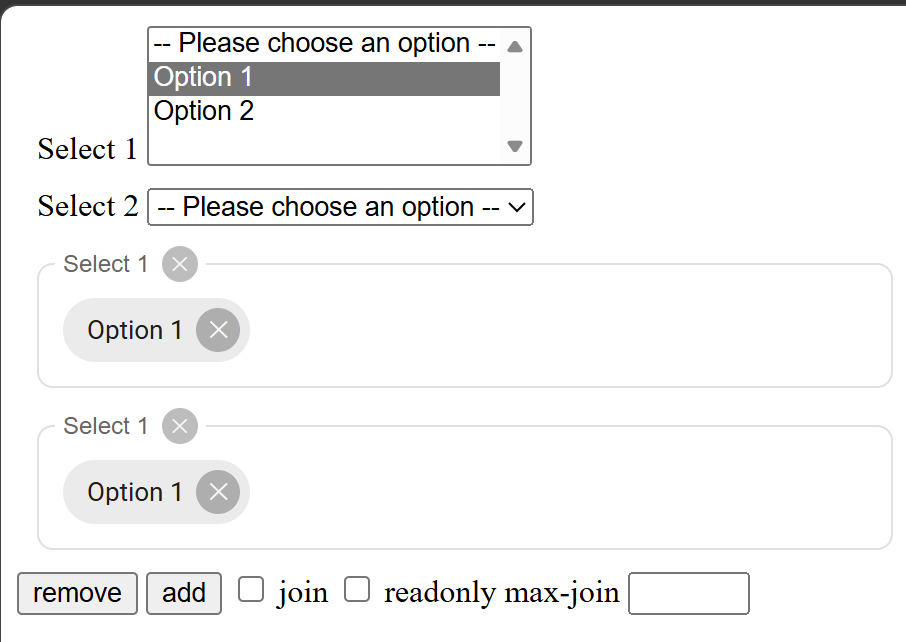 -- Please choose an option --
Option 1
Option 2
Select 1
Select 2 -- Please choose an option --
Select 1
Option 1
Select 1
Option 1
remove add join readonly max-join